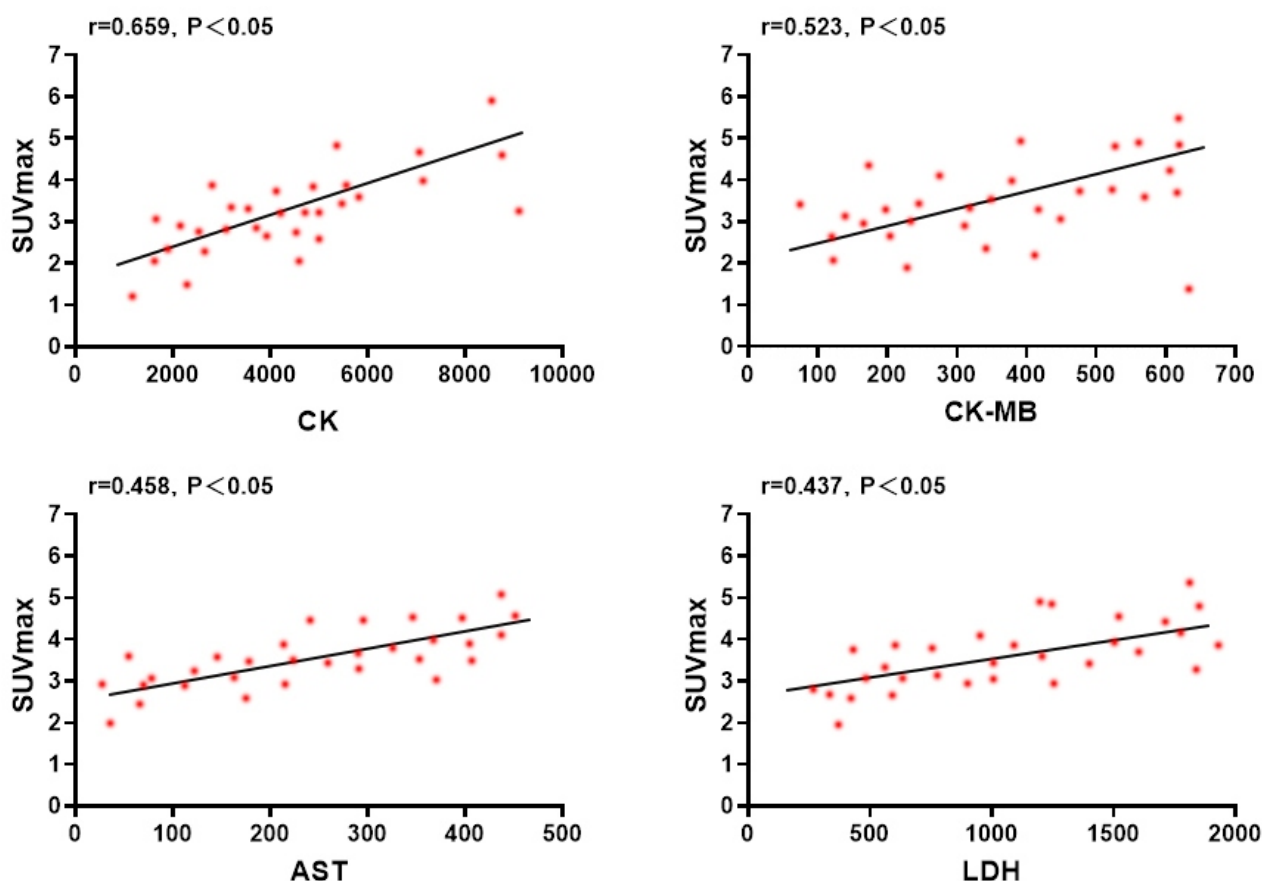 r=0.659, P<0.05
7
6
5
4
3
2
1
0
SUVmax
0 2000 4000 6000 8000 10000
CK
r=0.523, P<0.05
7
6
5
4
3
2
1
0
SUVmax
0 100 200 300 400 500 600 700
CK-MB
r=0.458, P<0.05
7
6
5
4
3
2
1
0
SUVmax
0 100 200 300 400 500
AST
r=0.437, P<0.05
7
6
5
4
3
2
1
0
SUVmax
0 500 1000 1500 2000
LDH